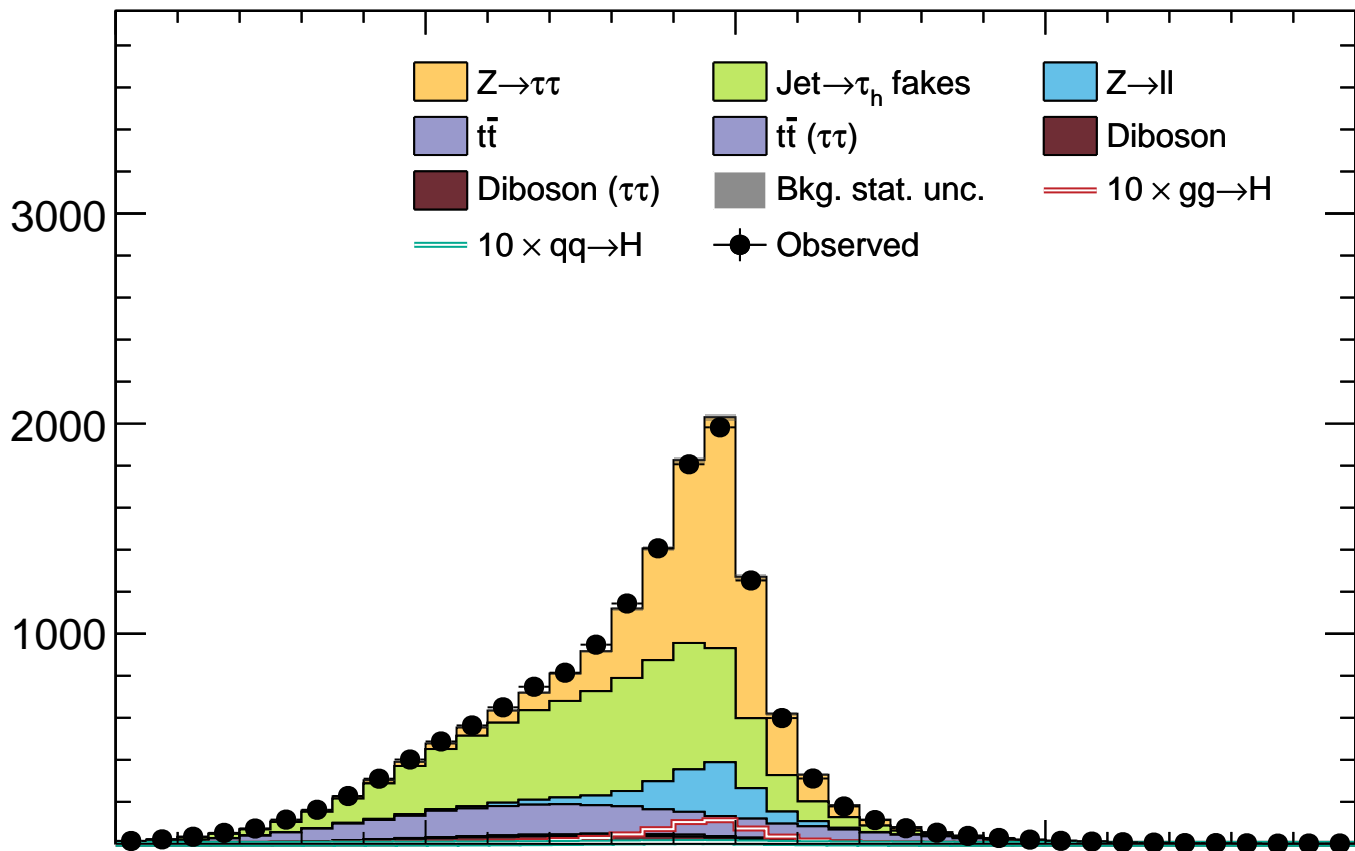 Z→ττ Jet→τh fakes Z→ll
tt̄ tt̄ (ττ) Diboson
Diboson (ττ) Bkg. stat. unc. 10 × gg→H
10 × qq→H Observed
3000
2000
1000